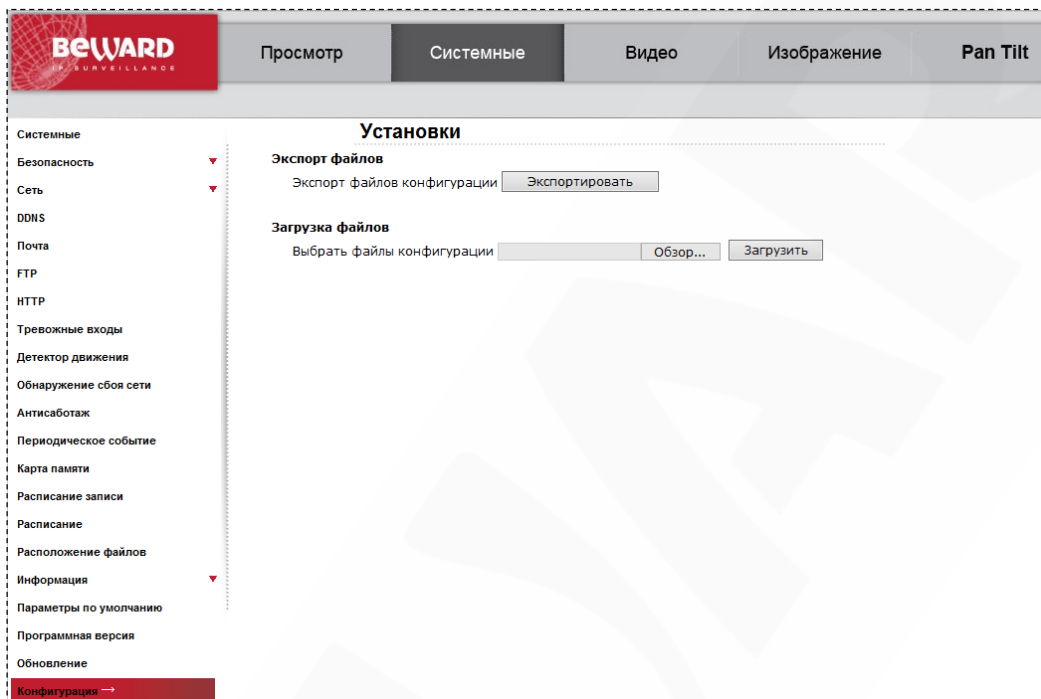 BEWARD
IP SURVEILLANCE
Просмотр
Системные
Видео
Изображение
Pan Tilt
Системные
Безопасность
Сеть
DDNS
Почта
FTP
HTTP
Тревожные входы
Детектор движения
Обнаружение сбоя сети
Антисаботаж
Периодическое событие
Карта памяти
Расписание записи
Расписание
Расположение файлов
Информация
Параметры по умолчанию
Программная версия
Обновление
Конфигурация →
Установки
Экспорт файлов
Экспорт файлов конфигурации Экспортировать
Загрузка файлов
Выбрать файлы конфигурации Обзор... Загрузить